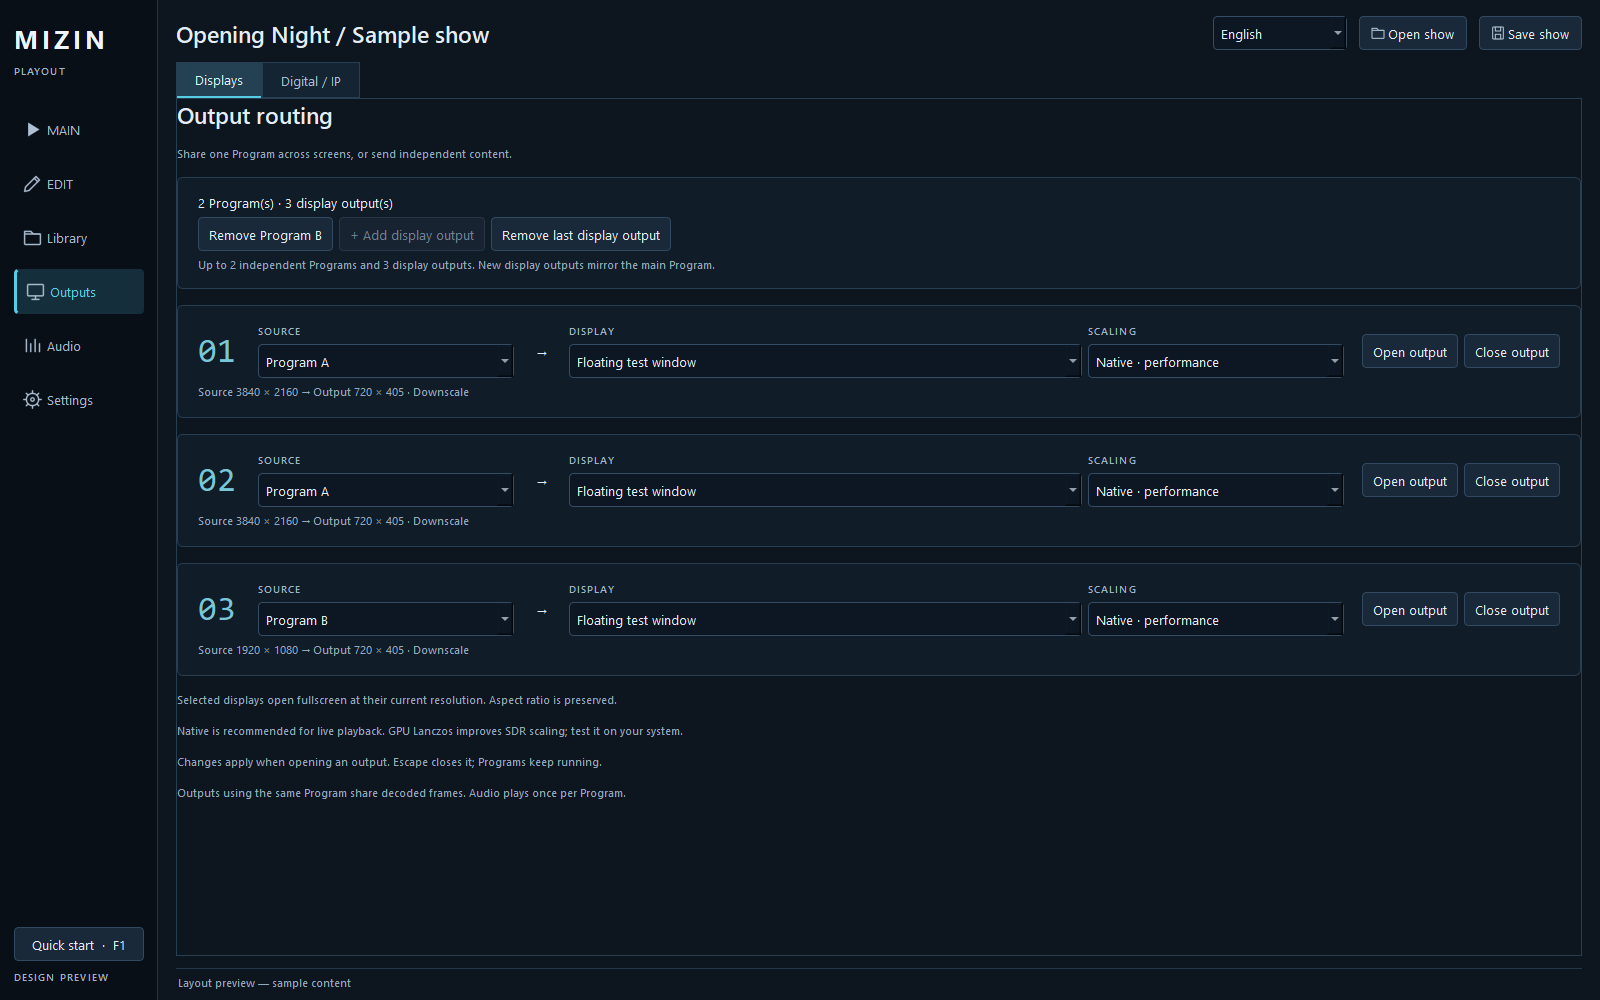 MIZIN
PLAYOUT
MAIN
EDIT
Library
Outputs
Audio
Settings
Quick start · F1
DESIGN PREVIEW
Opening Night / Sample show
English
Open show
Save show
Displays
Digital / IP
Output routing
Share one Program across screens, or send independent content.
2 Program(s) · 3 display output(s)
Remove Program B
+ Add display output
Remove last display output
Up to 2 independent Programs and 3 display outputs. New display outputs mirror the main Program.
01
SOURCE
Program A
→
DISPLAY
Floating test window
SCALING
Native · performance
Open output
Close output
Source 3840 × 2160 → Output 720 × 405 · Downscale
02
SOURCE
Program A
→
DISPLAY
Floating test window
SCALING
Native · performance
Open output
Close output
Source 3840 × 2160 → Output 720 × 405 · Downscale
03
SOURCE
Program B
→
DISPLAY
Floating test window
SCALING
Native · performance
Open output
Close output
Source 1920 × 1080 → Output 720 × 405 · Downscale
Selected displays open fullscreen at their current resolution. Aspect ratio is preserved.
Native is recommended for live playback. GPU Lanczos improves SDR scaling; test it on your system.
Changes apply when opening an output. Escape closes it; Programs keep running.
Outputs using the same Program share decoded frames. Audio plays once per Program.
Layout preview — sample content